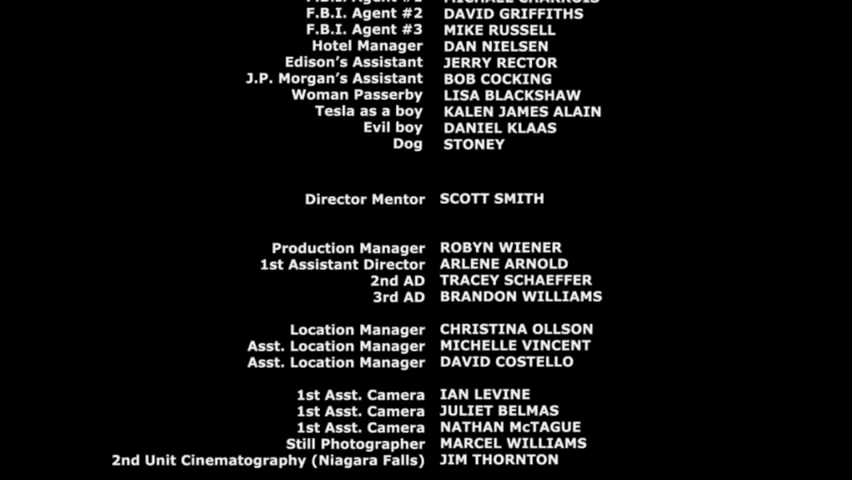 F.B.I. Agent #1 MICHAEL CHARROIS
F.B.I. Agent #2 DAVID GRIFFITHS
F.B.I. Agent #3 MIKE RUSSELL
Hotel Manager DAN NIELSEN
Edison's Assistant JERRY RECTOR
J.P. Morgan's Assistant BOB COCKING
Woman Passerby LISA BLACKSHAW
Tesla as a boy KALEN JAMES ALAIN
Evil boy DANIEL KLAAS
Dog STONEY
Director Mentor SCOTT SMITH
Production Manager ROBYN WIENER
1st Assistant Director ARLENE ARNOLD
2nd AD TRACEY SCHAEFFER
3rd AD BRANDON WILLIAMS
Location Manager CHRISTINA OLLSON
Asst. Location Manager MICHELLE VINCENT
Asst. Location Manager DAVID COSTELLO
1st Asst. Camera IAN LEVINE
1st Asst. Camera JULIET BELMAS
1st Asst. Camera NATHAN McTAGUE
Still Photographer MARCEL WILLIAMS
2nd Unit Cinematography (Niagara Falls) JIM THORNTON